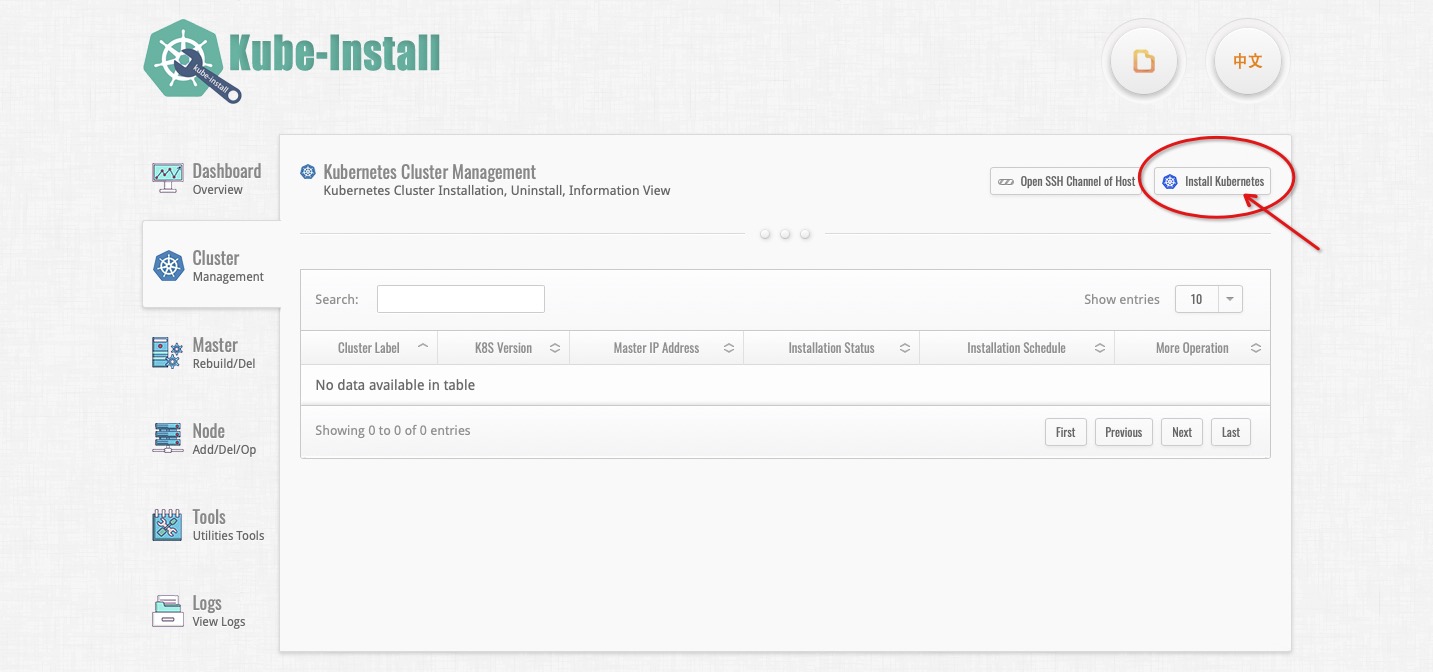 kube-install
Kube-Install
中文
Dashboard
Overview
Cluster
Management
Master
Rebuild/Del
Node
Add/Del/Op
Tools
Utilities Tools
Logs
View Logs
Kubernetes Cluster Management
Kubernetes Cluster Installation, Uninstall, Information View
Open SSH Channel of Host
Install Kubernetes
Search:
Show entries
10
Cluster Label
K8S Version
Master IP Address
Installation Status
Installation Schedule
More Operation
No data available in table
Showing 0 to 0 of 0 entries
First
Previous
Next
Last